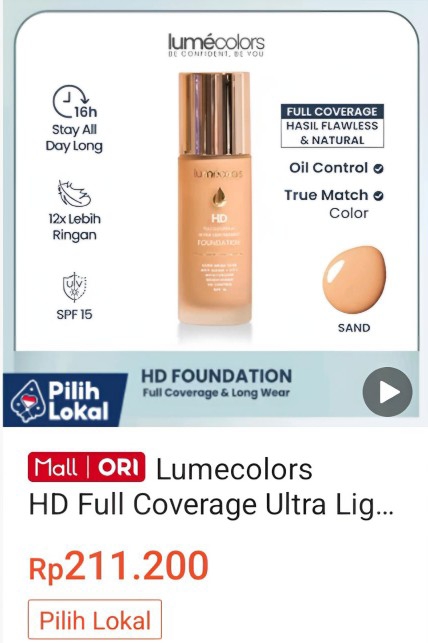 lumécolors
BE CONFIDENT, BE YOU
16h
Stay All
Day Long
12x Lebih
Ringan
UV
SPF 15
lumécolors
HD
FOUNDATION
FULL COVERAGE
HASIL FLAWLESS
& NATURAL
Oil Control
True Match
Color
SAND
Pilih
Lokal
HD FOUNDATION
Full Coverage & Long Wear
Mall | ORI Lumecolors
HD Full Coverage Ultra Lig...
Rp211.200
Pilih Lokal